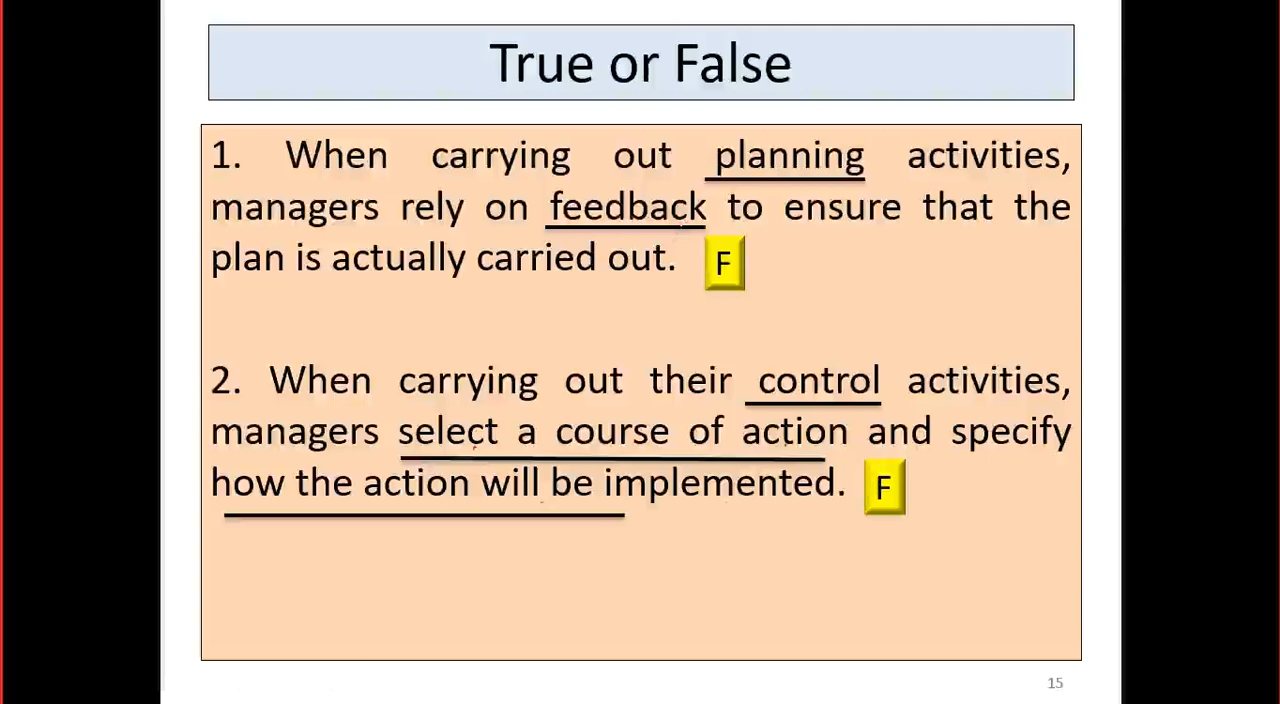 True or False
1. When carrying out planning activities,
managers rely on feedback to ensure that the
plan is actually carried out. F
2. When carrying out their control activities,
managers select a course of action and specify
how the action will be implemented. F
15